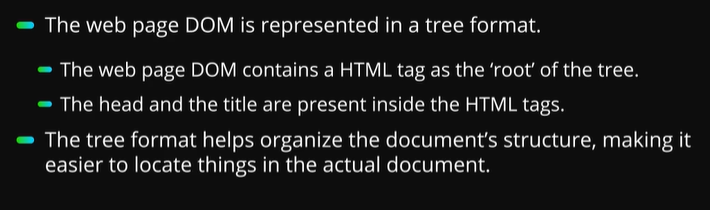 The web page DOM is represented in a tree format.
The web page DOM contains a HTML tag as the ‘root’ of the tree.
The head and the title are present inside the HTML tags.
The tree format helps organize the document’s structure, making it
easier to locate things in the actual document.